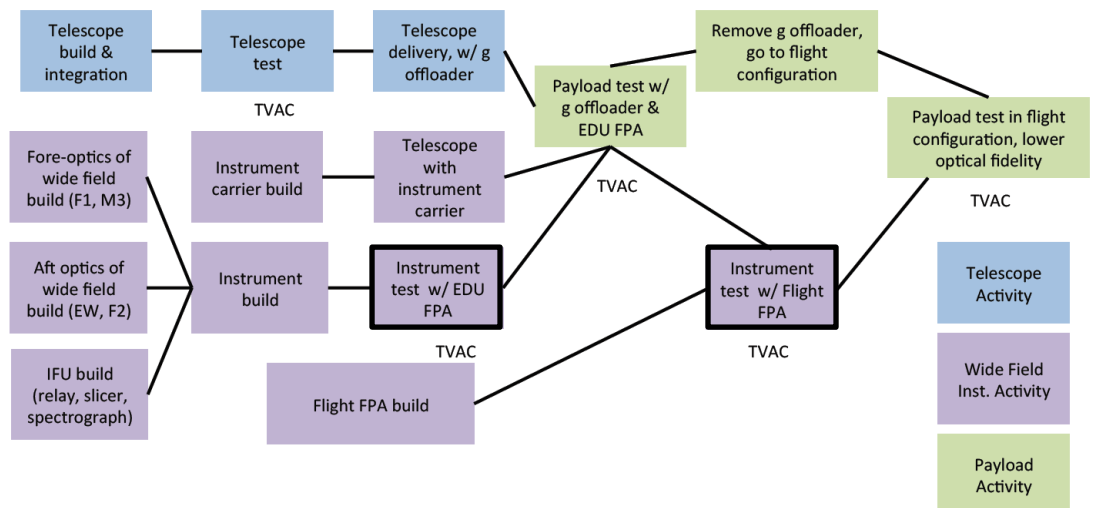 Telescope
build &
integration
Telescope
test
TVAC
Telescope
delivery, w/ g
offloader
Payload test w/
g offloader &
EDU FPA
TVAC
Remove g offloader,
go to flight
configuration
Payload test in flight
configuration, lower
optical fidelity
TVAC
Fore-optics of
wide field
build (F1, M3)
Instrument
carrier build
Telescope
with
instrument
carrier
Aft optics of
wide field
build (EW, F2)
Instrument
build
Instrument
test w/ EDU
FPA
TVAC
Instrument
test w/ Flight
FPA
TVAC
IFU build
(relay, slicer,
spectrograph)
Flight FPA build
Telescope
Activity
Wide Field
Inst. Activity
Payload
Activity